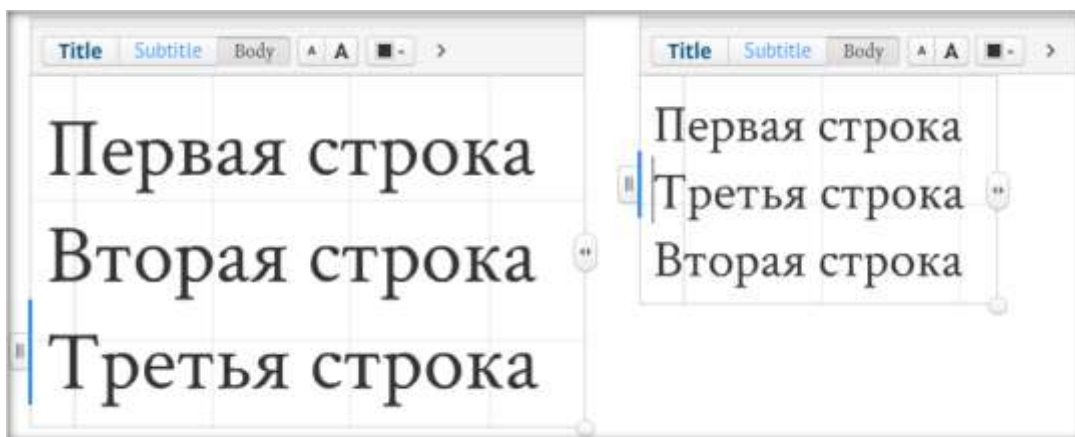 Title Subtitle Body A A
Первая строка
Вторая строка
Третья строка
Title Subtitle Body A A
Первая строка
Третья строка
Вторая строка